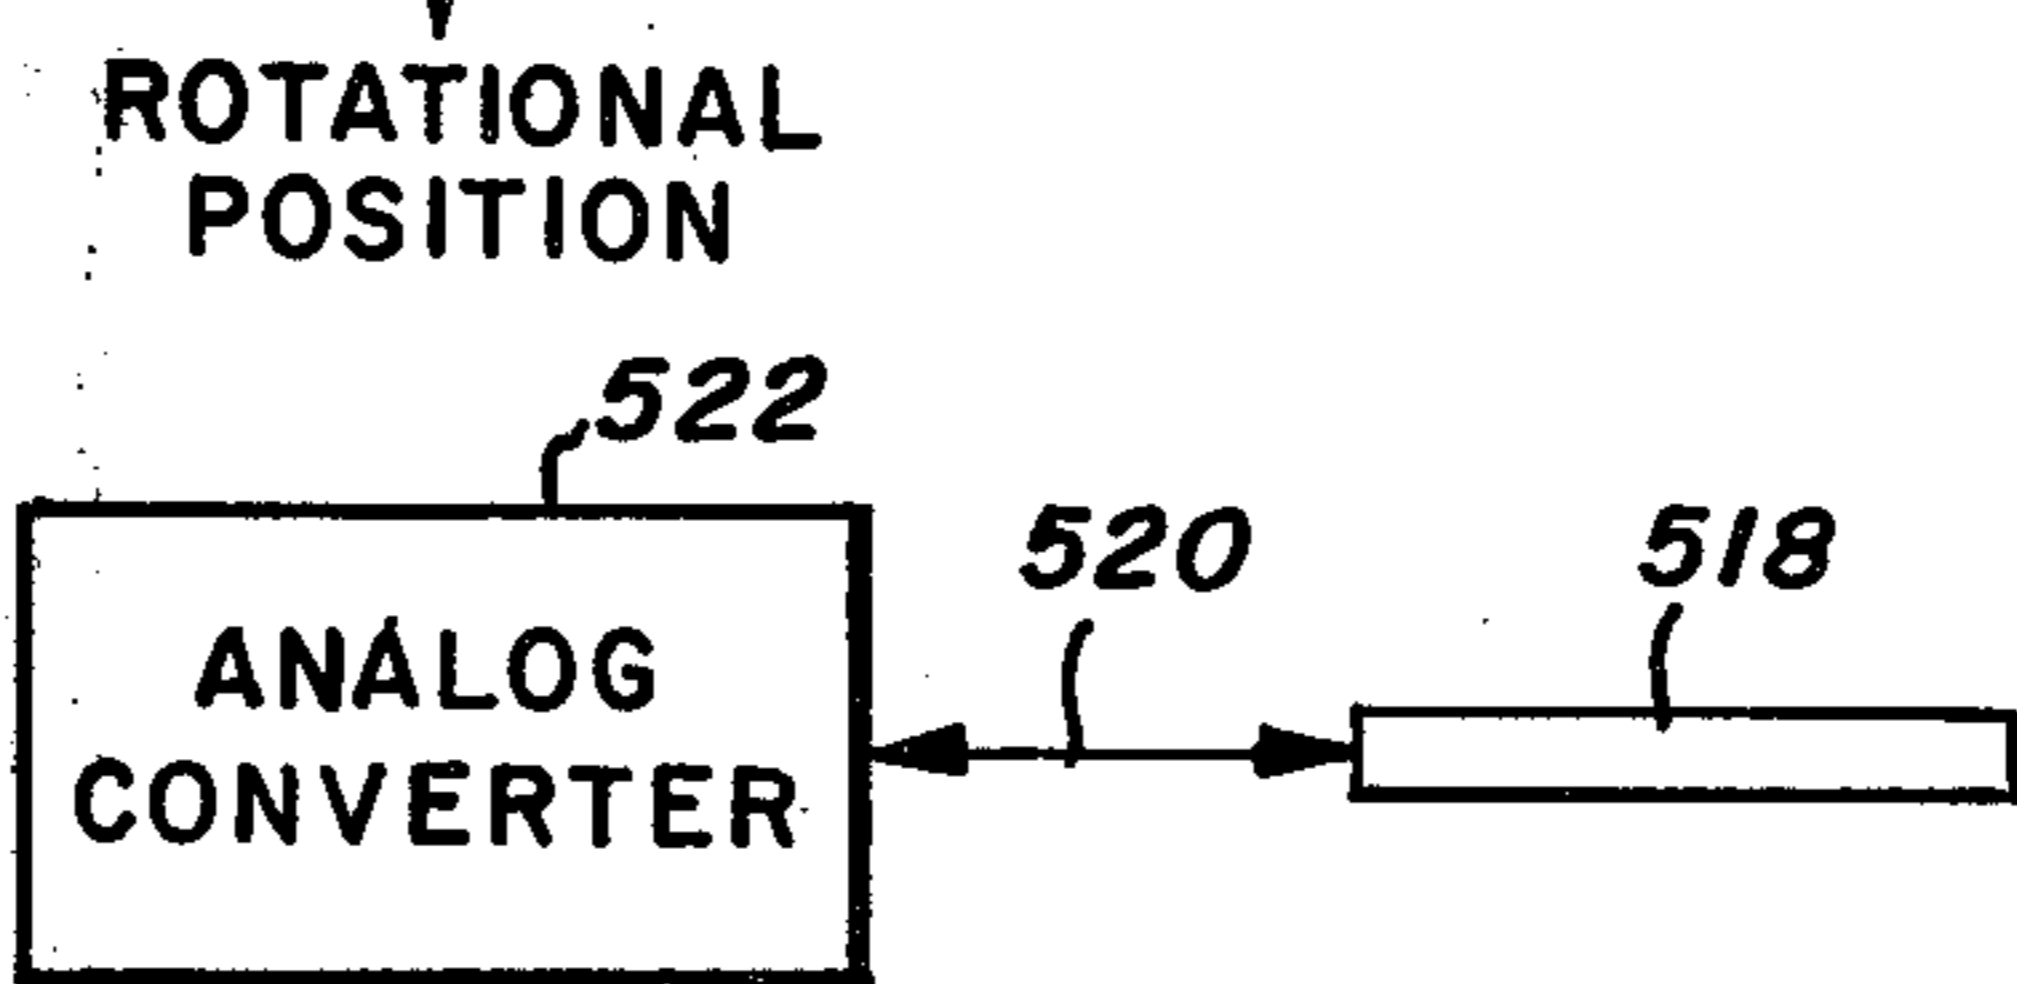 ROTATIONAL
POSITION
522
520
518
ANALOG
CONVERTER